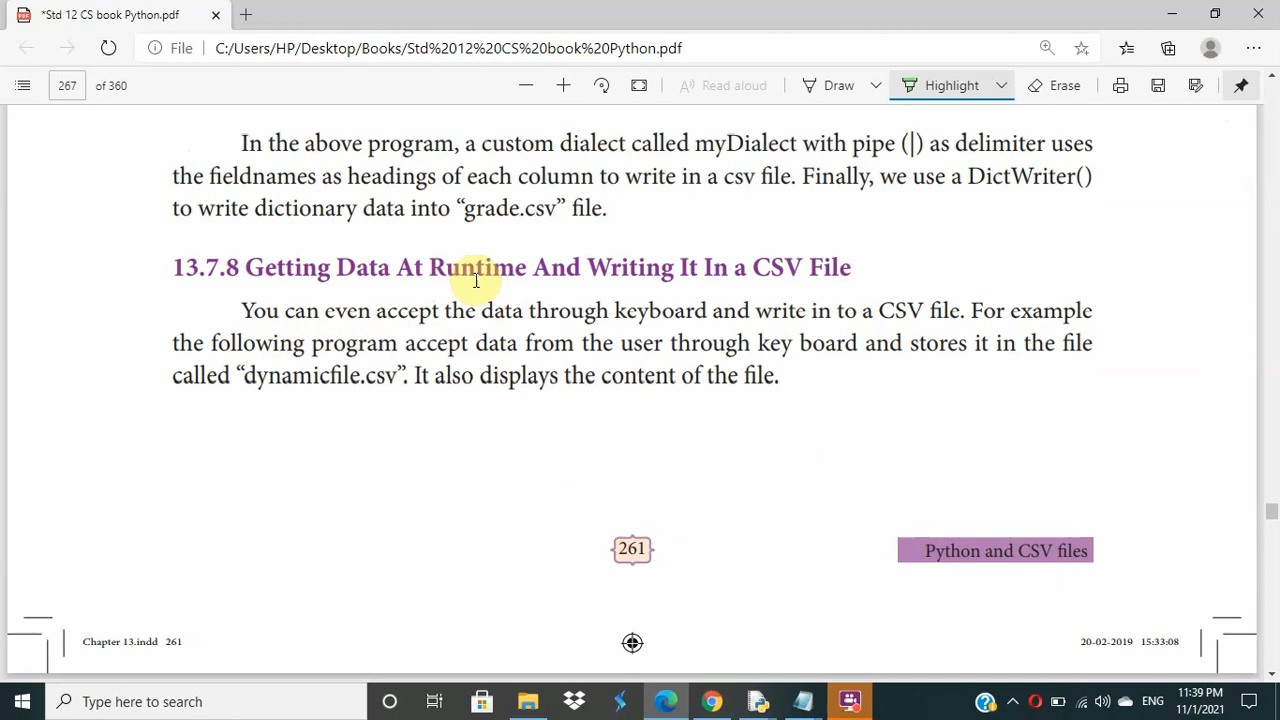 *Std 12 CS book Python.pdf
File C:/Users/HP/Desktop/Books/Std%2012%20CS%20book%20Python.pdf
267 of 360 Read aloud Draw Highlight Erase
In the above program, a custom dialect called myDialect with pipe (|) as delimiter uses
the fieldnames as headings of each column to write in a csv file. Finally, we use a DictWriter()
to write dictionary data into “grade.csv” file.
13.7.8 Getting Data At Runtime And Writing It In a CSV File
You can even accept the data through keyboard and write in to a CSV file. For example
the following program accept data from the user through key board and stores it in the file
called “dynamicfile.csv”. It also displays the content of the file.
261 Python and CSV files
Chapter 13.indd 261 20-02-2019 15:33:08
Type here to search ENG 11:39 PM
11/1/2021